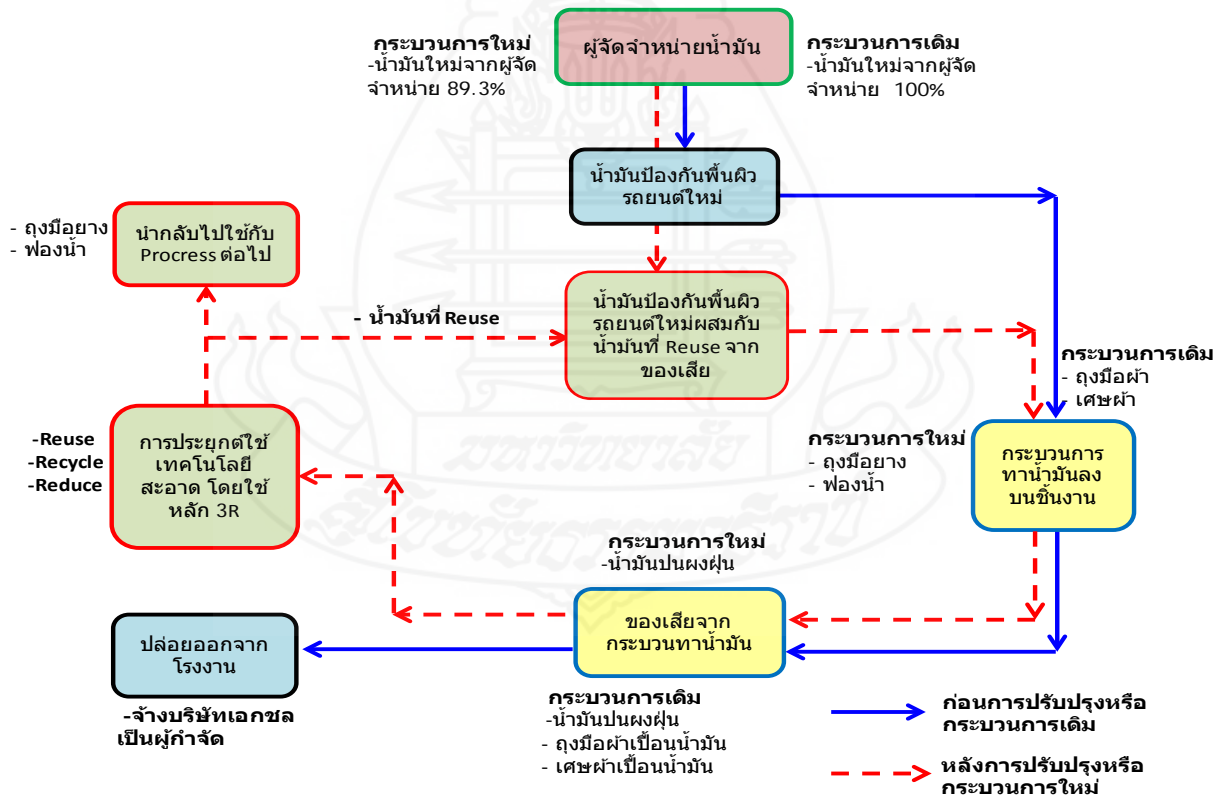 กระบวนการใหม่
-น้ำมันใหม่จากผู้จัด
จำหน่าย 89.3%
ผู้จัดจำหน่ายน้ำมัน
กระบวนการเดิม
-น้ำมันใหม่จากผู้จัด
จำหน่าย 100%
น้ำมันป้องกันพื้นผิว
รถยนต์ใหม่
- ถุงมือยาง
- ฟองน้ำ
นำกลับไปใช้กับ
Procress ต่อไป
- น้ำมันที่ Reuse
น้ำมันป้องกันพื้นผิว
รถยนต์ใหม่ผสมกับ
น้ำมันที่ Reuse จาก
ของเสีย
กระบวนการเดิม
- ถุงมือผ้า
- เศษผ้า
-Reuse
-Recycle
-Reduce
การประยุกต์ใช้
เทคโนโลยี
สะอาด โดยใช้
หลัก 3R
กระบวนการใหม่
- ถุงมือยาง
- ฟองน้ำ
กระบวนการ
ทาน้ำมันลง
บนชิ้นงาน
กระบวนการใหม่
-น้ำมันปนผงฝุ่น
ของเสียจาก
กระบวนทาน้ำมัน
ปล่อยออกจาก
โรงงาน
-จ้างบริษัทเอกชล
เป็นผู้กำจัด
กระบวนการเดิม
-น้ำมันปนผงฝุ่น
- ถุงมือผ้าเปื้อนน้ำมัน
- เศษผ้าเปื้อนน้ำมัน
ก่อนการปรับปรุงหรือ
กระบวนการเดิม
หลังการปรับปรุงหรือ
กระบวนการใหม่